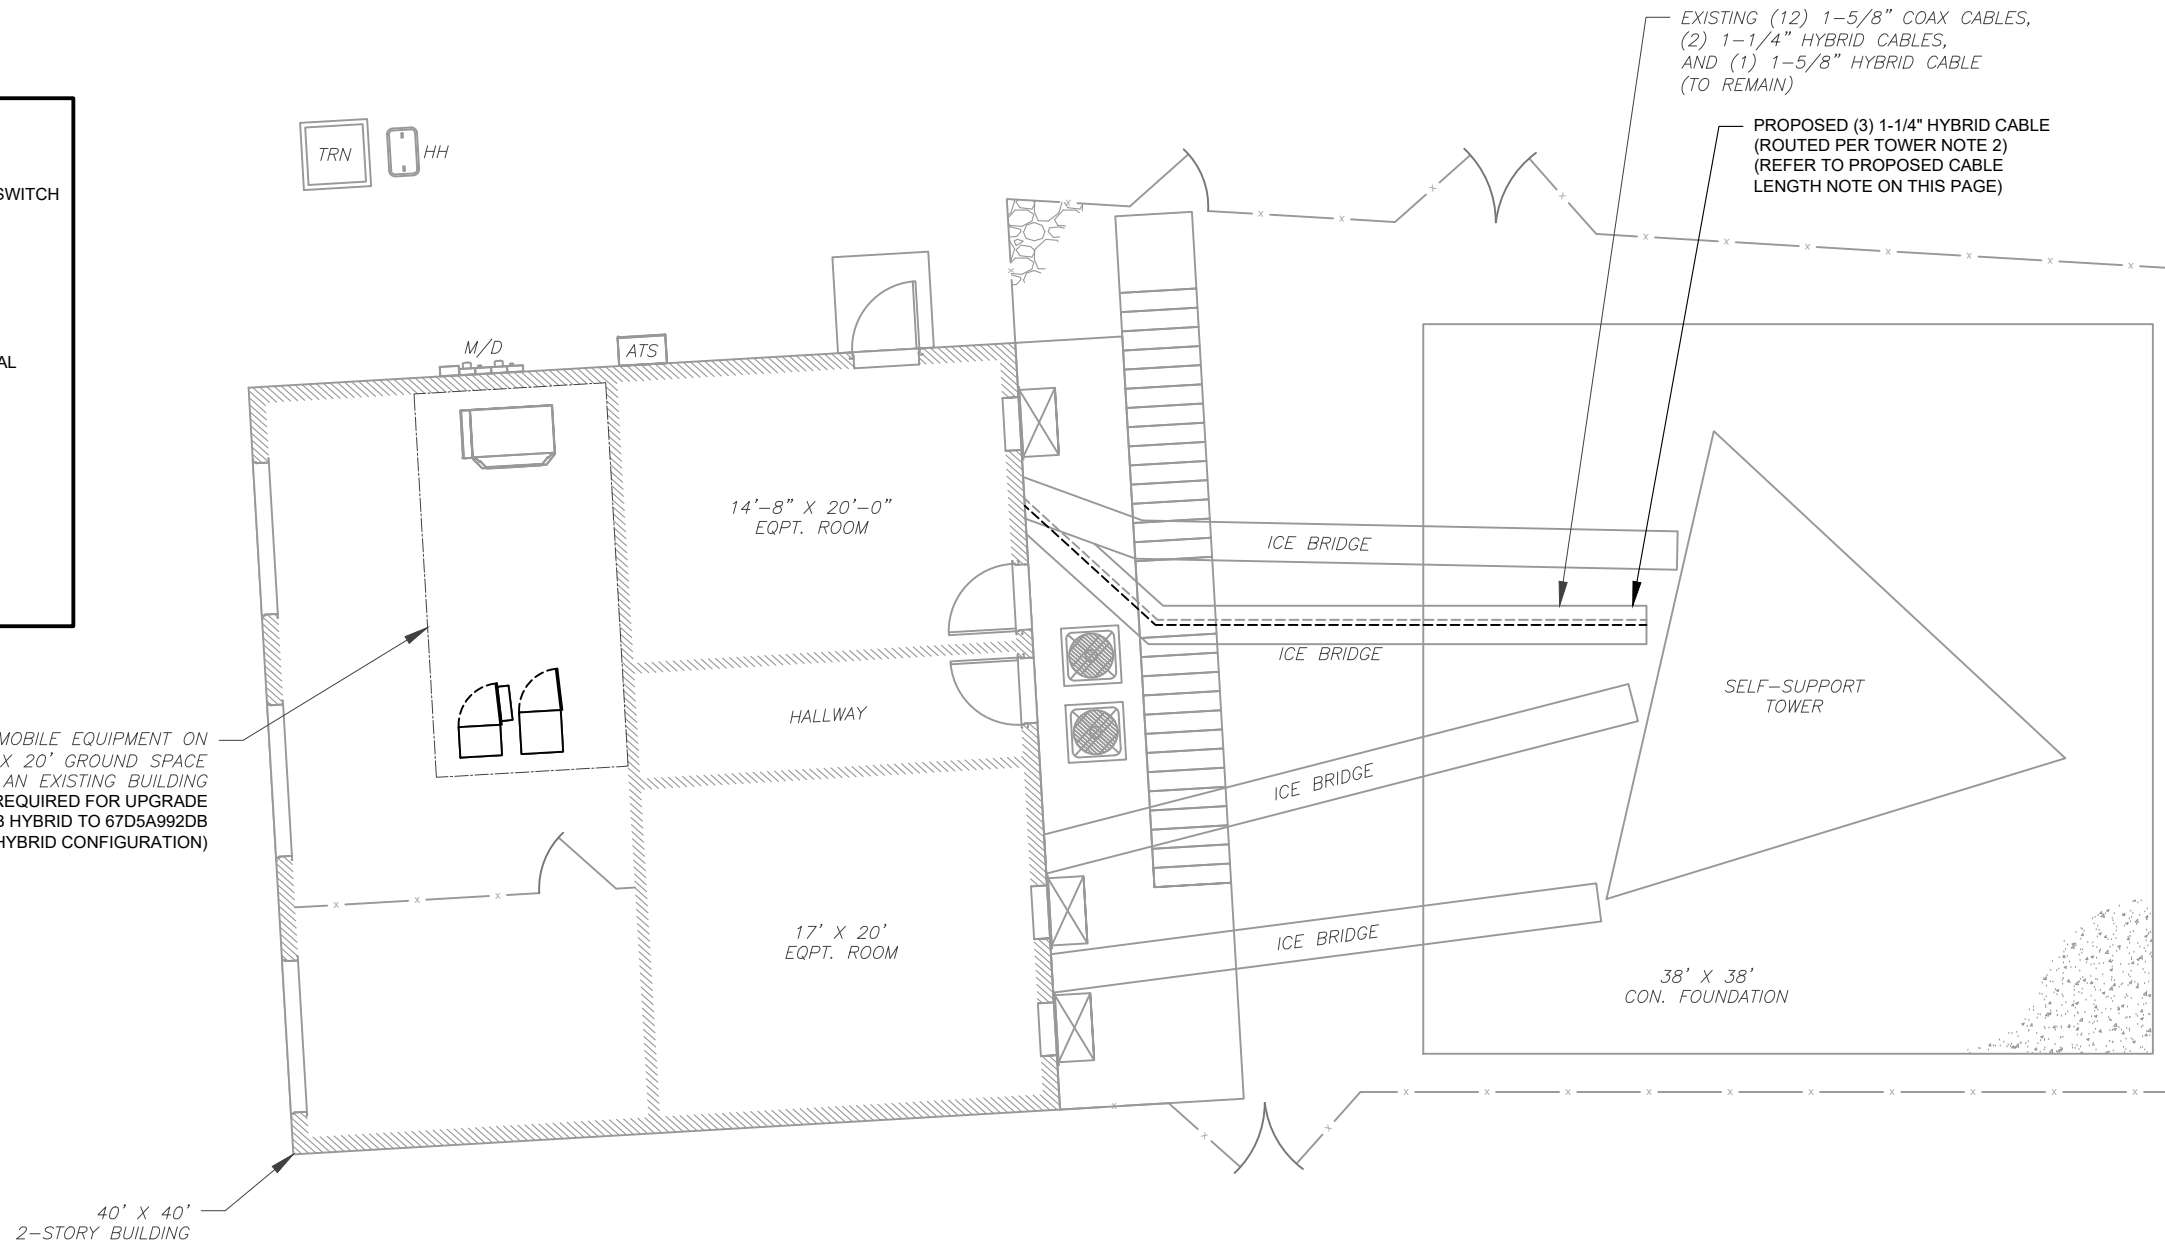 EXISTING (12) 1-5/8" COAX CABLES,
(2) 1-1/4" HYBRID CABLES,
AND (1) 1-5/8" HYBRID CABLE
(TO REMAIN)
PROPOSED (3) 1-1/4" HYBRID CABLE
(ROUTED PER TOWER NOTE 2)
(REFER TO PROPOSED CABLE
LENGTH NOTE ON THIS PAGE)
SWITCH
AL
TRN
HH
M/D
ATS
14'-8" X 20'-0"
EQPT. ROOM
ICE BRIDGE
ICE BRIDGE
SELF-SUPPORT
TOWER
HALLWAY
MOBILE EQUIPMENT ON
X 20' GROUND SPACE
AN EXISTING BUILDING
REQUIRED FOR UPGRADE
B HYBRID TO 67D5A992DB
HYBRID CONFIGURATION)
ICE BRIDGE
17' X 20'
EQPT. ROOM
ICE BRIDGE
38' X 38'
CON. FOUNDATION
40' X 40'
2-STORY BUILDING